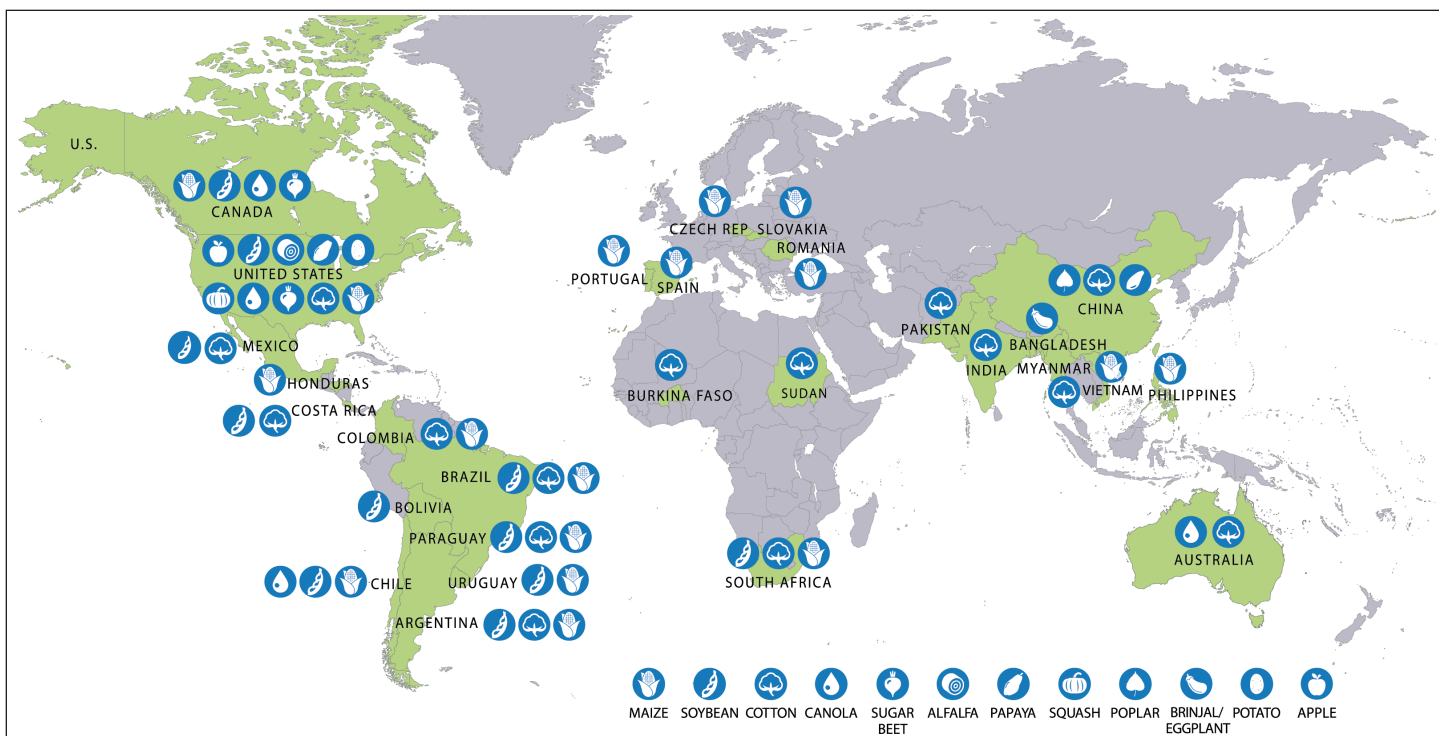 U.S.
CANADA
UNITED STATES
MEXICO
HONDURAS
COSTA RICA
COLOMBIA
BRAZIL
BOLIVIA
PARAGUAY
CHILE
URUGUAY
ARGENTINA
CZECH REP
SLOVAKIA
ROMANIA
PORTUGAL
SPAIN
BURKINA FASO
SUDAN
SOUTH AFRICA
PAKISTAN
INDIA
CHINA
BANGLADESH
MYANMAR
VIETNAM
PHILIPPINES
AUSTRALIA
MAIZE
SOYBEAN
COTTON
CANOLA
SUGAR
BEET
ALFALFA
PAPAYA
SQUASH
POPLAR
BRINJAL/
EGGPLANT
POTATO
APPLE